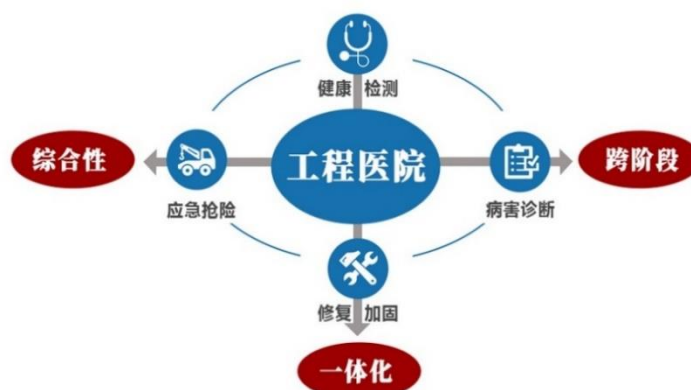 健康 检测
综合性
工程医院
跨阶段
应急抢险
病害诊断
修复 加固
一体化